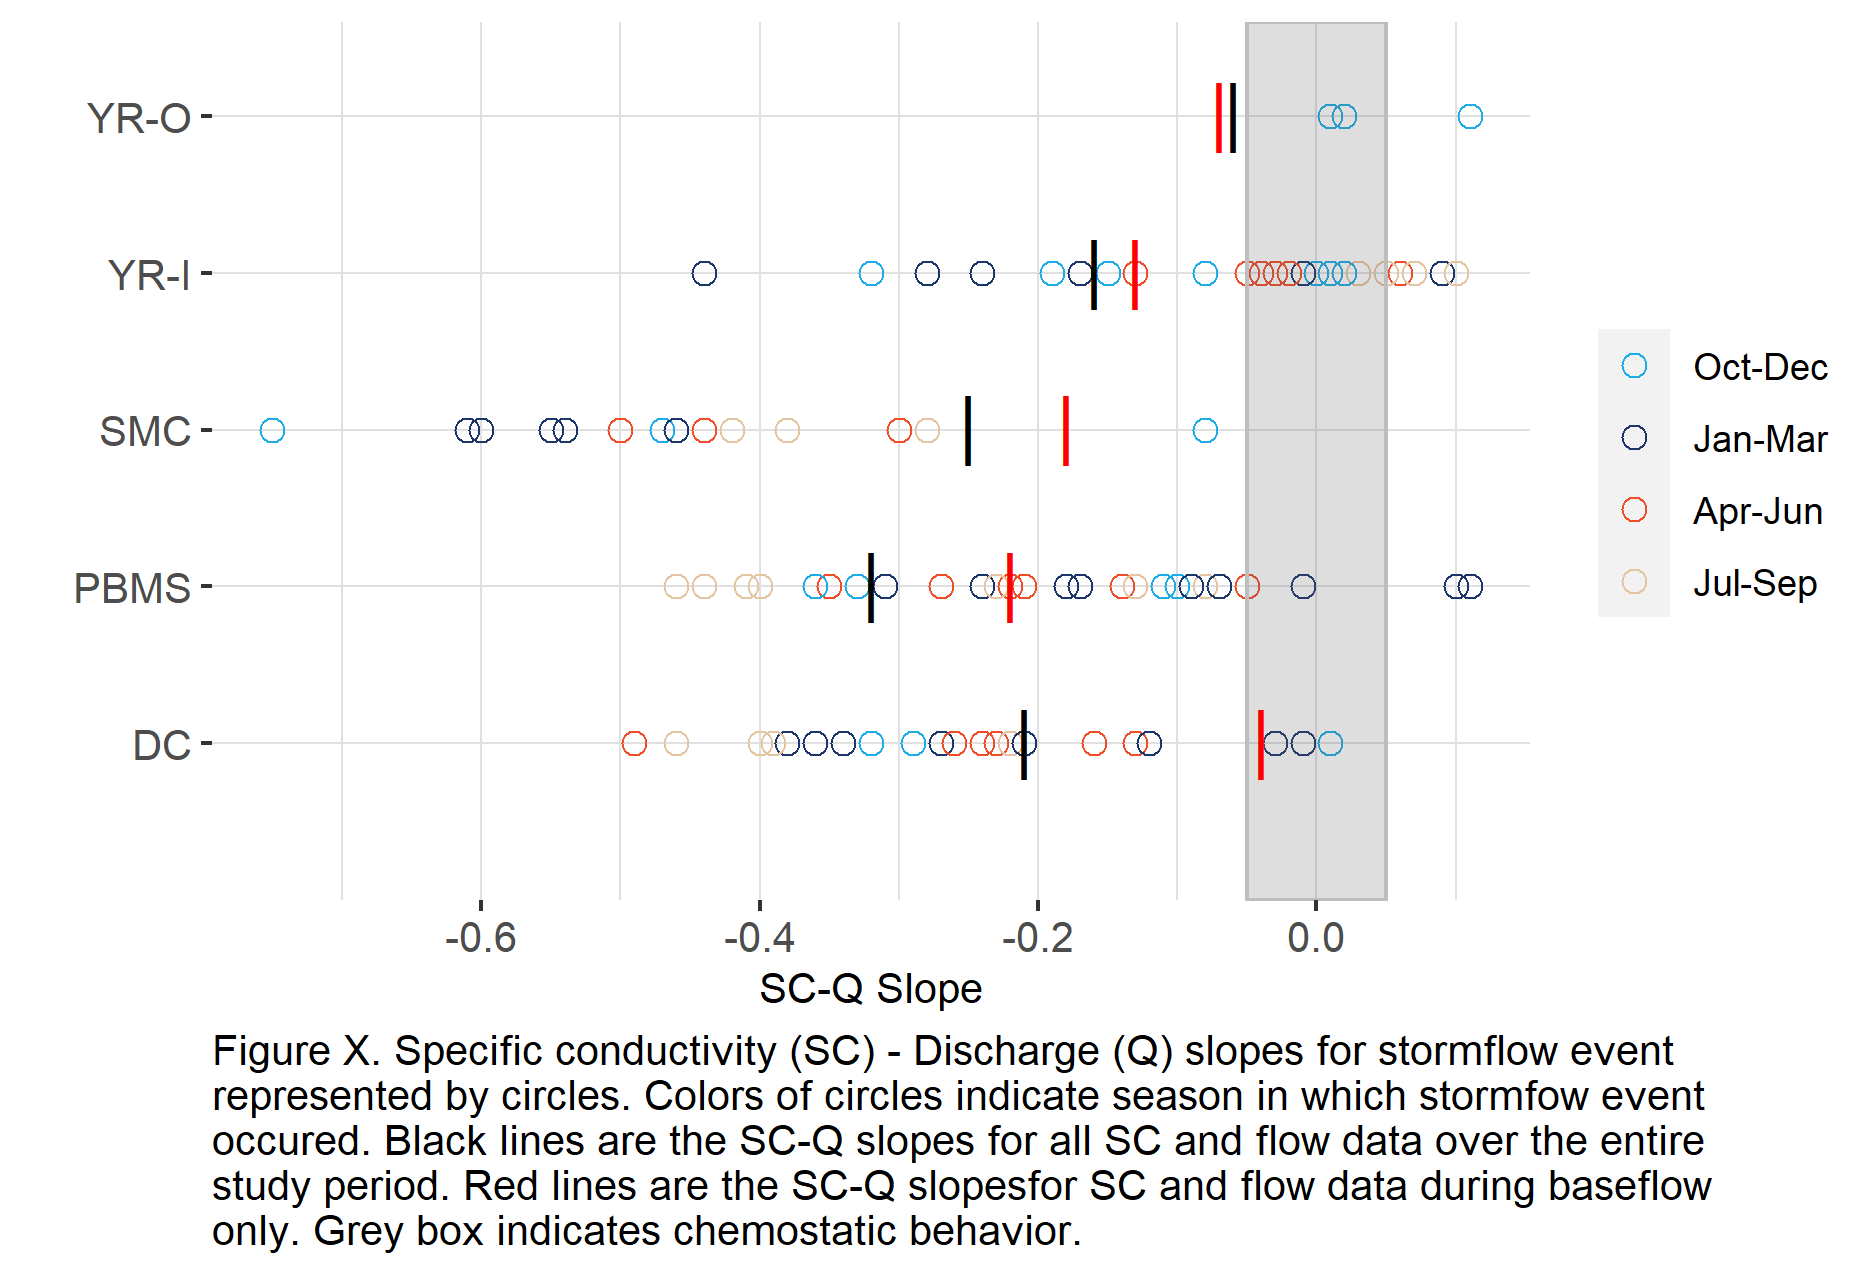 YR-O
YR-I
SMC
PBMS
DC
-0.6
-0.4
-0.2
0.0
SC-Q Slope
Oct-Dec
Jan-Mar
Apr-Jun
Jul-Sep
Figure X. Specific conductivity (SC) - Discharge (Q) slopes for stormflow event
represented by circles. Colors of circles indicate season in which stormfow event
occured. Black lines are the SC-Q slopes for all SC and flow data over the entire
study period. Red lines are the SC-Q slopesfor SC and flow data during baseflow
only. Grey box indicates chemostatic behavior.